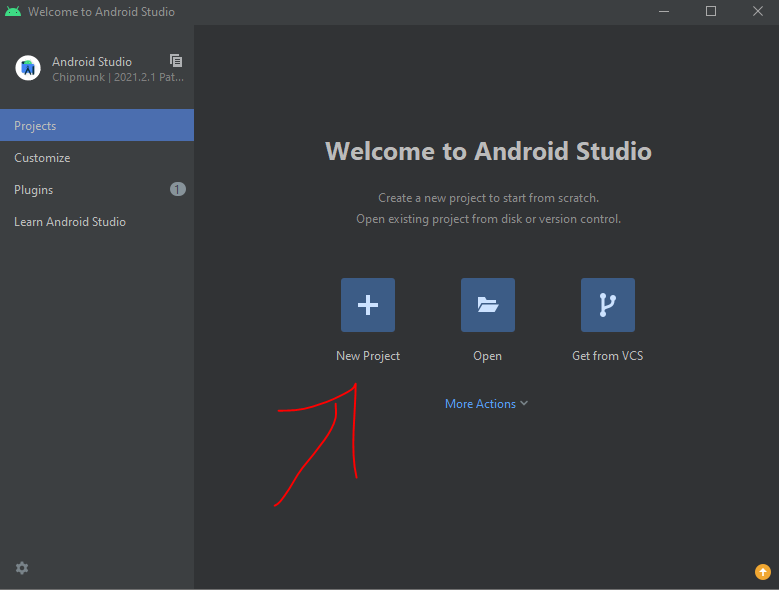 Welcome to Android Studio
Android Studio
Chipmunk | 2021.2.1 Pat...
Projects
Customize
Plugins
1
Learn Android Studio
Welcome to Android Studio
Create a new project to start from scratch.
Open existing project from disk or version control.
New Project
Open
Get from VCS
More Actions